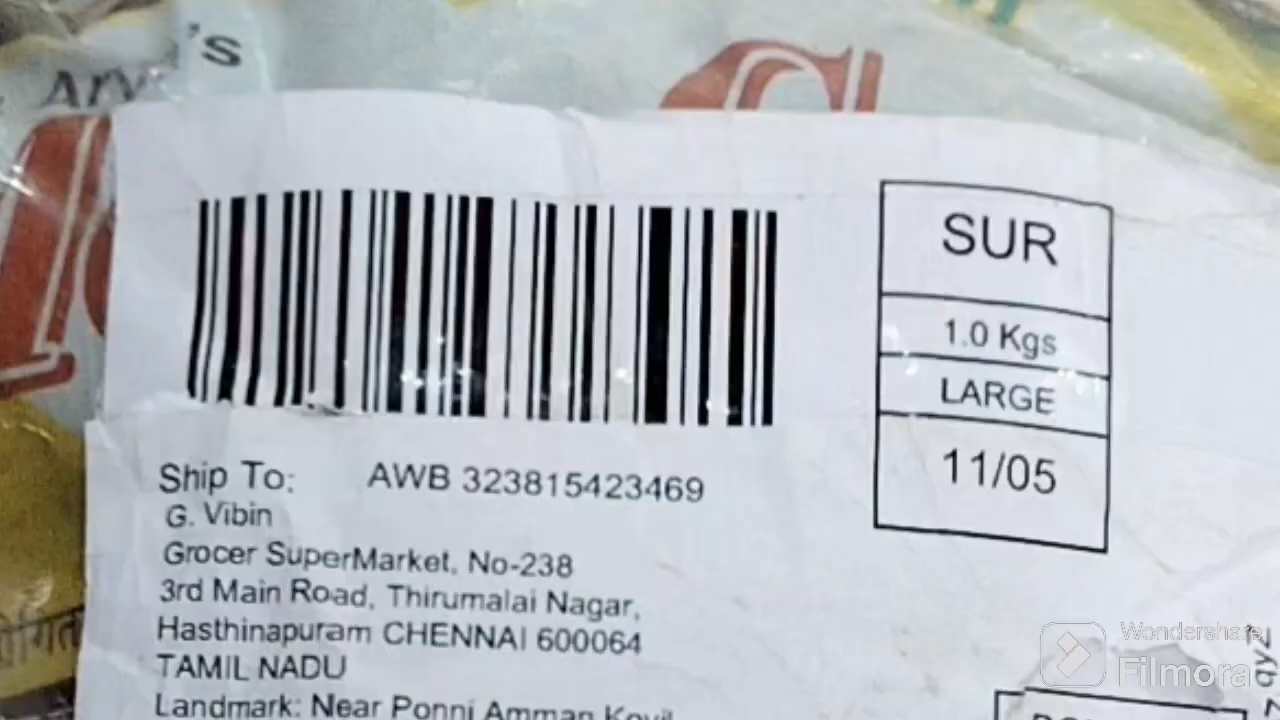 's
SUR
1.0 Kgs
LARGE
11/05
Ship To: AWB 323815423469
G. Vibin
Grocer SuperMarket, No-238
3rd Main Road, Thirumalai Nagar,
Hasthinapuram CHENNAI 600064
TAMIL NADU
Landmark: Near Ponni Amman Kovil
Wondershare
Filmora